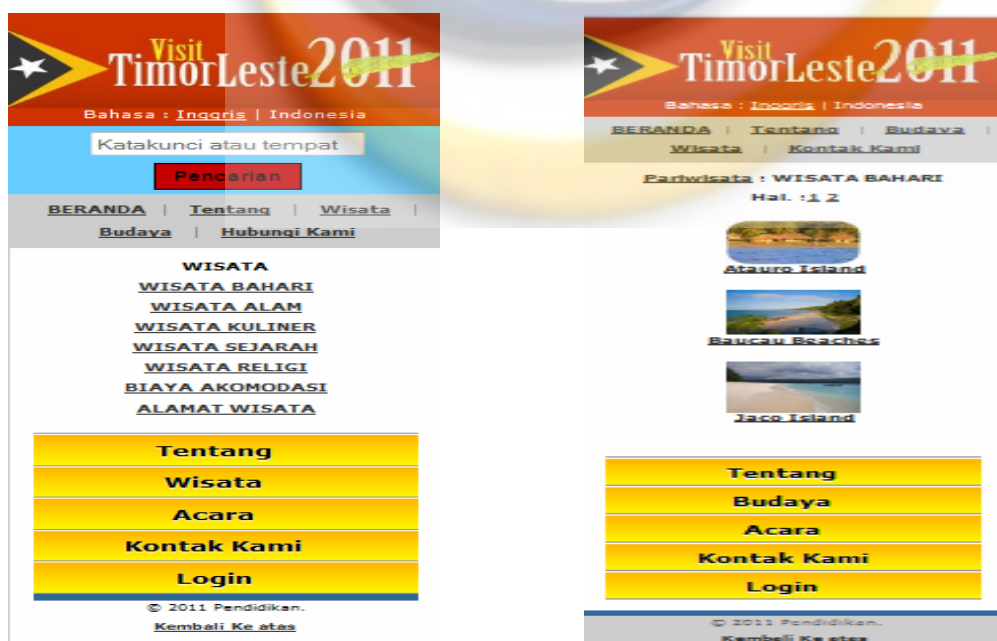 Visit
TimorLeste2011
Bahasa : Inggris | Indonesia
Katakunci atau tempat
Pencarian
BERANDA | Tentang | Wisata |
Budaya | Hubungi Kami
WISATA
WISATA BAHARI
WISATA ALAM
WISATA KULINER
WISATA SEJARAH
WISATA RELIGI
BIAYA AKOMODASI
ALAMAT WISATA
Tentang
Wisata
Acara
Kontak Kami
Login
© 2011 Pendidikan.
Kembali Ke atas
Visit
TimorLeste2011
Bahasa : Inggris | Indonesia
BERANDA | Tentang | Budaya |
Wisata | Kontak Kami
Pariwisata : WISATA BAHARI
Hal. :1 2
Atauro Island
Baucau Beaches
Jaco Island
Tentang
Budaya
Acara
Kontak Kami
Login
© 2011 Pendidikan.
Kembali Ke atas